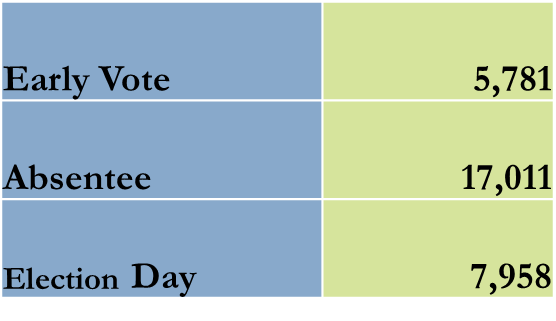 Early Vote 5,781
Absentee 17,011
Election Day 7,958